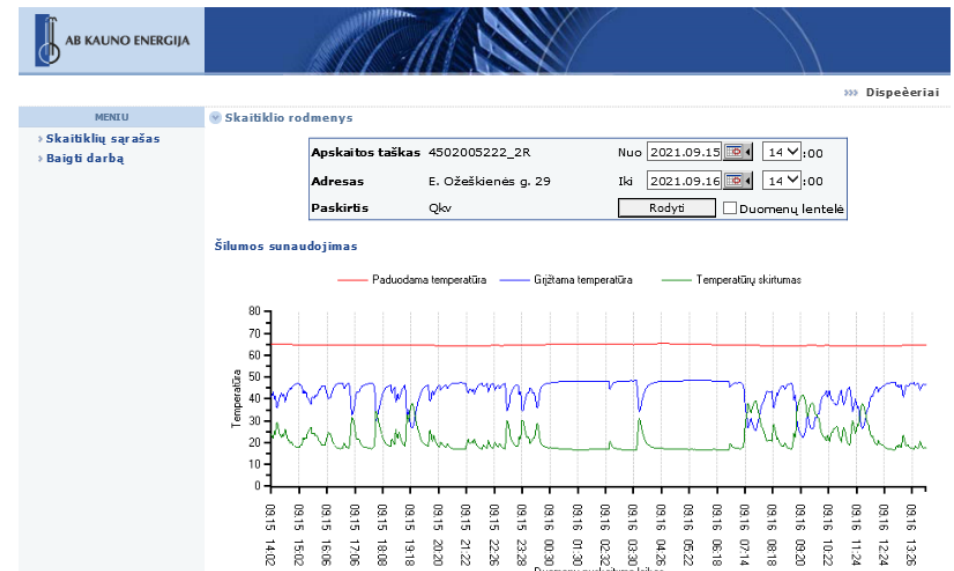 AB KAUNO ENERGIJA
››› Dispeèeriai
MENIU
› Skaitiklių sąrašas
› Baigti darbą
Skaitiklio rodmenys
Apskaitos taškas 4502005222_2R Nuo 2021.09.15 14 :00
Adresas E. Ožeškienės g. 29 Iki 2021.09.16 14 :00
Paskirtis Qkv Rodyti Duomenų lentelė
Šilumos sunaudojimas
Paduodama temperatūra Grįžtama temperatūra Temperatūrų skirtumas
Temperatūra
80
70
60
50
40
30
20
10
0
09.15 14:02
09.15 15:02
09.15 16:06
09.15 17:06
09.15 18:08
09.15 19:18
09.15 20:20
09.15 21:22
09.15 22:26
09.15 23:28
09.16 00:30
09.16 01:30
09.16 02:32
09.16 03:30
09.16 04:26
09.16 05:22
09.16 06:18
09.16 07:14
09.16 08:18
09.16 09:20
09.16 10:22
09.16 11:24
09.16 12:24
09.16 13:26